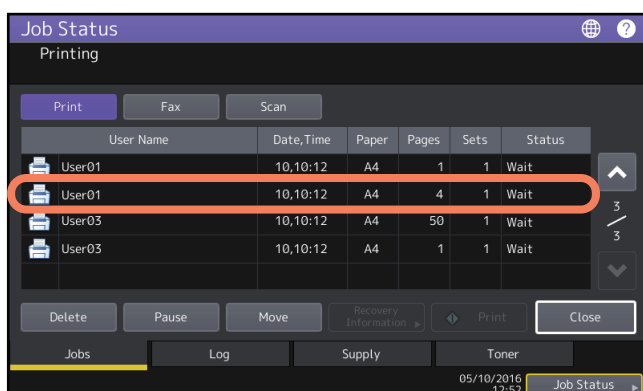 Job Status ?
Printing
Print Fax Scan
User Name Date,Time Paper Pages Sets Status
User01 10,10:12 A4 1 1 Wait
User01 10,10:12 A4 4 1 Wait
User03 10,10:12 A4 50 1 Wait
User03 10,10:12 A4 1 1 Wait
3
3
Delete Pause Move Recovery Information Print Close
Jobs Log Supply Toner
05/10/2016
12:52 Job Status